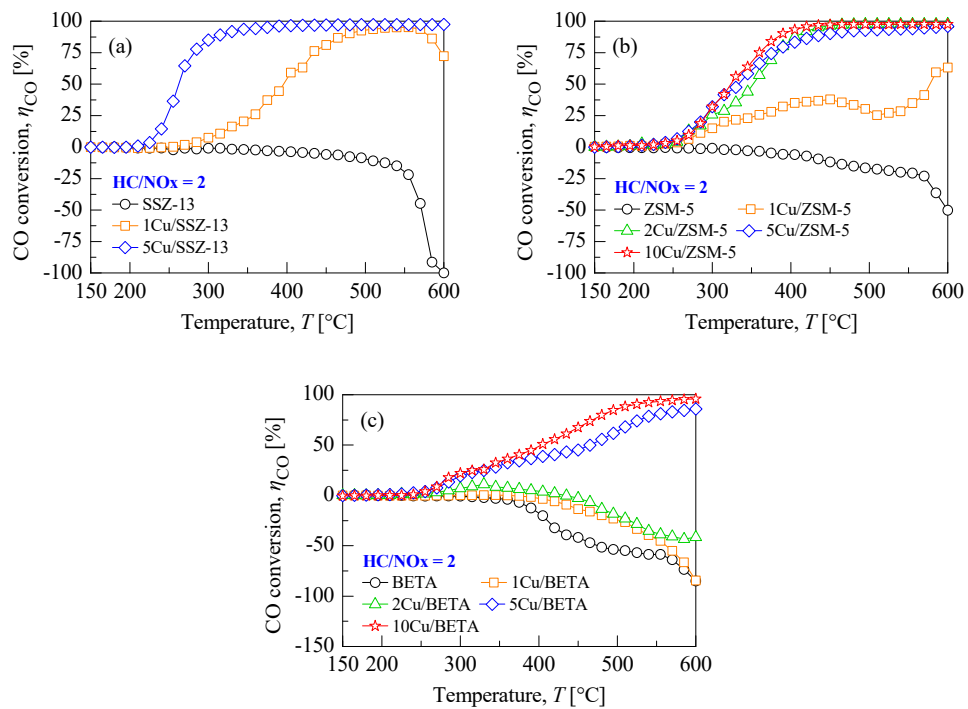 (a)
CO conversion, ηCO [%]
100
75
50
25
0
-25
-50
-75
-100
HC/NOx = 2
SSZ-13
1Cu/SSZ-13
5Cu/SSZ-13
150 200 300 400 500 600
Temperature, T [°C]
(b)
CO conversion, ηCO [%]
100
75
50
25
0
-25
-50
-75
-100
HC/NOx = 2
ZSM-5 1Cu/ZSM-5
2Cu/ZSM-5 5Cu/ZSM-5
10Cu/ZSM-5
150 200 300 400 500 600
Temperature, T [°C]
(c)
CO conversion, ηCO [%]
100
50
0
-50
-100
-150
HC/NOx = 2
BETA 1Cu/BETA
2Cu/BETA 5Cu/BETA
10Cu/BETA
150 200 300 400 500 600
Temperature, T [°C]